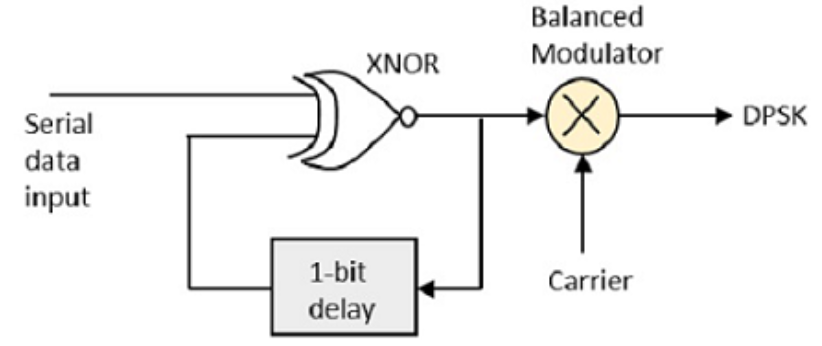 Balanced
Modulator
XNOR
DPSK
Serial
data
input
1-bit
delay
Carrier